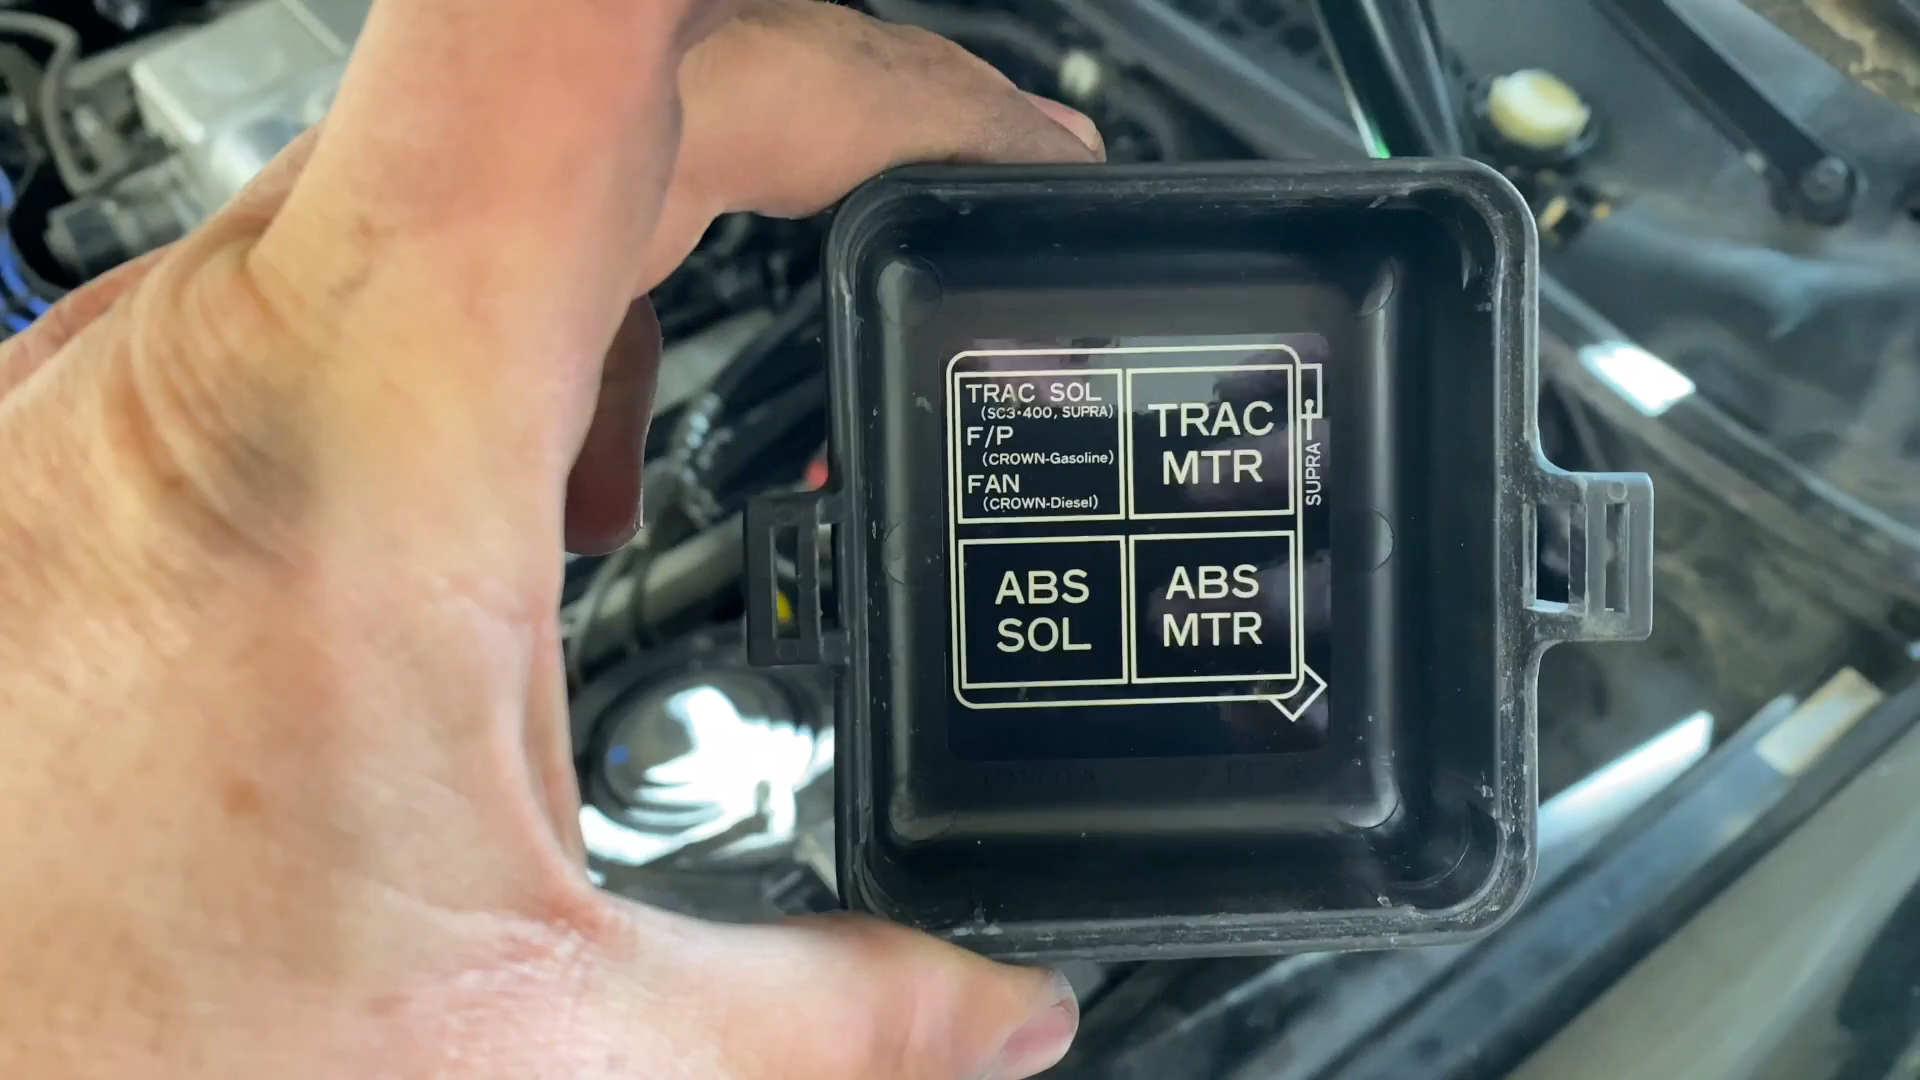 TRAC SOL
(SC3•400, SUPRA)
F/P
(CROWN-Gasoline)
FAN
(CROWN-Diesel)
TRAC
MTR
SUPRA
ABS
SOL
ABS
MTR